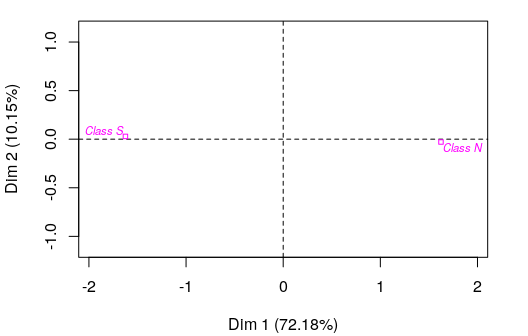 1.0
0.5
0.0
-0.5
-1.0
Dim 2 (10.15%)
Class S
Class N
-2 -1 0 1 2
Dim 1 (72.18%)